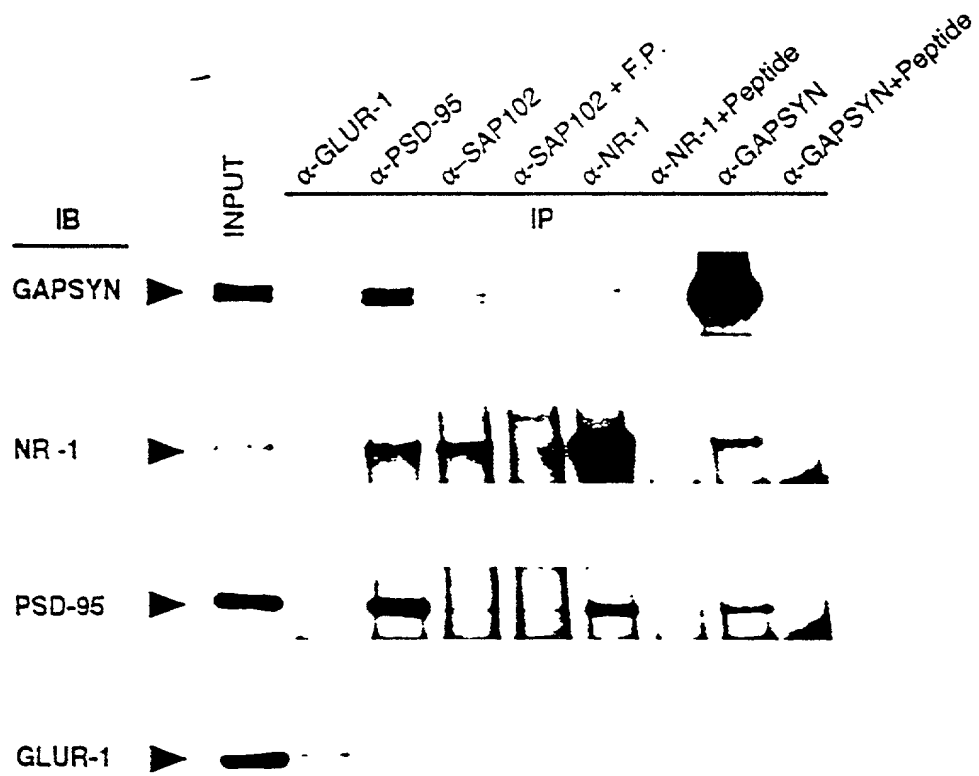 α-GLUR-1
α-PSD-95
α-SAP102
α-SAP102 + F.P.
α-NR-1
α-NR-1+Peptide
α-GAPSYN
α-GAPSYN+Peptide
INPUT
IB
IP
GAPSYN
NR -1
PSD-95
GLUR-1